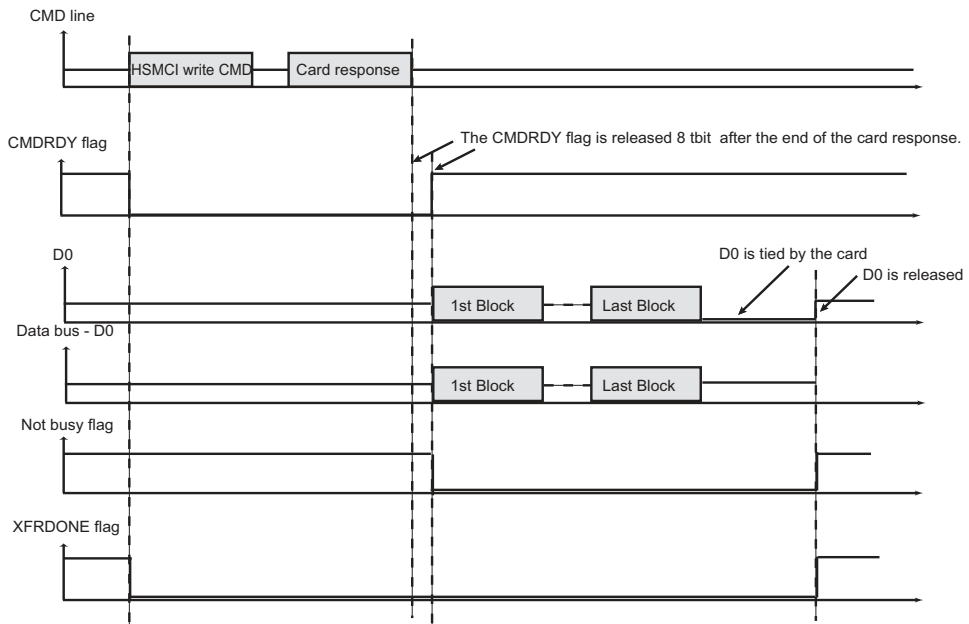 CMD line
HSMCI write CMD
Card response
The CMDRDY flag is released 8 tbit after the end of the card response.
CMDRDY flag
D0
D0 is tied by the card
D0 is released
1st Block
Last Block
Data bus - D0
1st Block
Last Block
Not busy flag
XFRDONE flag